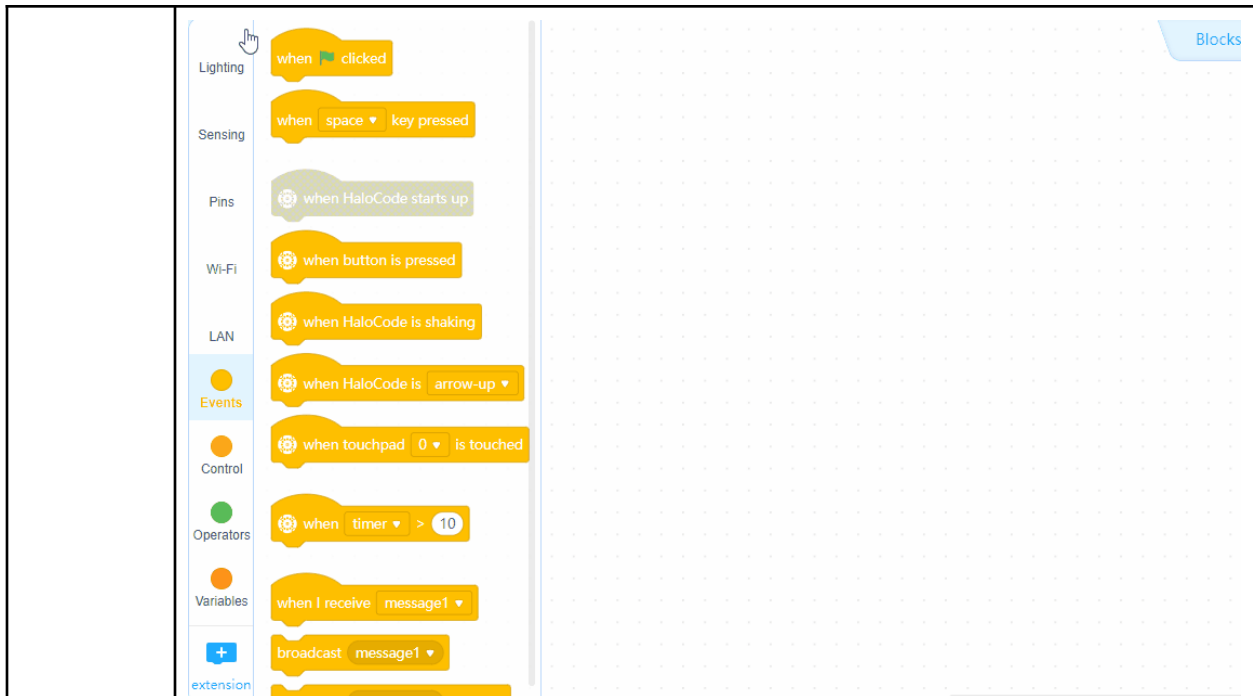 Lighting
Sensing
Pins
Wi-Fi
LAN
Events
Control
Operators
Variables
extension
when clicked
when space key pressed
when HaloCode starts up
when button is pressed
when HaloCode is shaking
when HaloCode is arrow-up
when touchpad 0 is touched
when timer > 10
when I receive message1
broadcast message1
Blocks